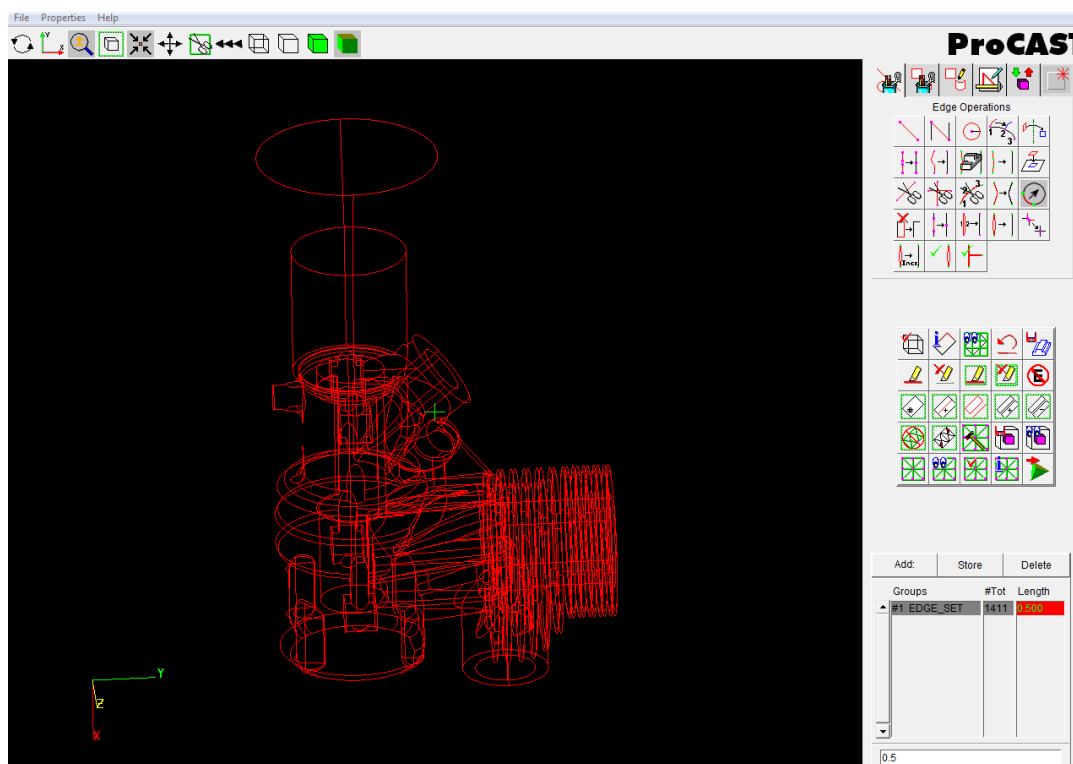 File Properties Help
ProCAST
Edge Operations
Y
Z
X
Add: Store Delete
Groups #Tot Length
#1 EDGE_SET 1411 0.500
0.5